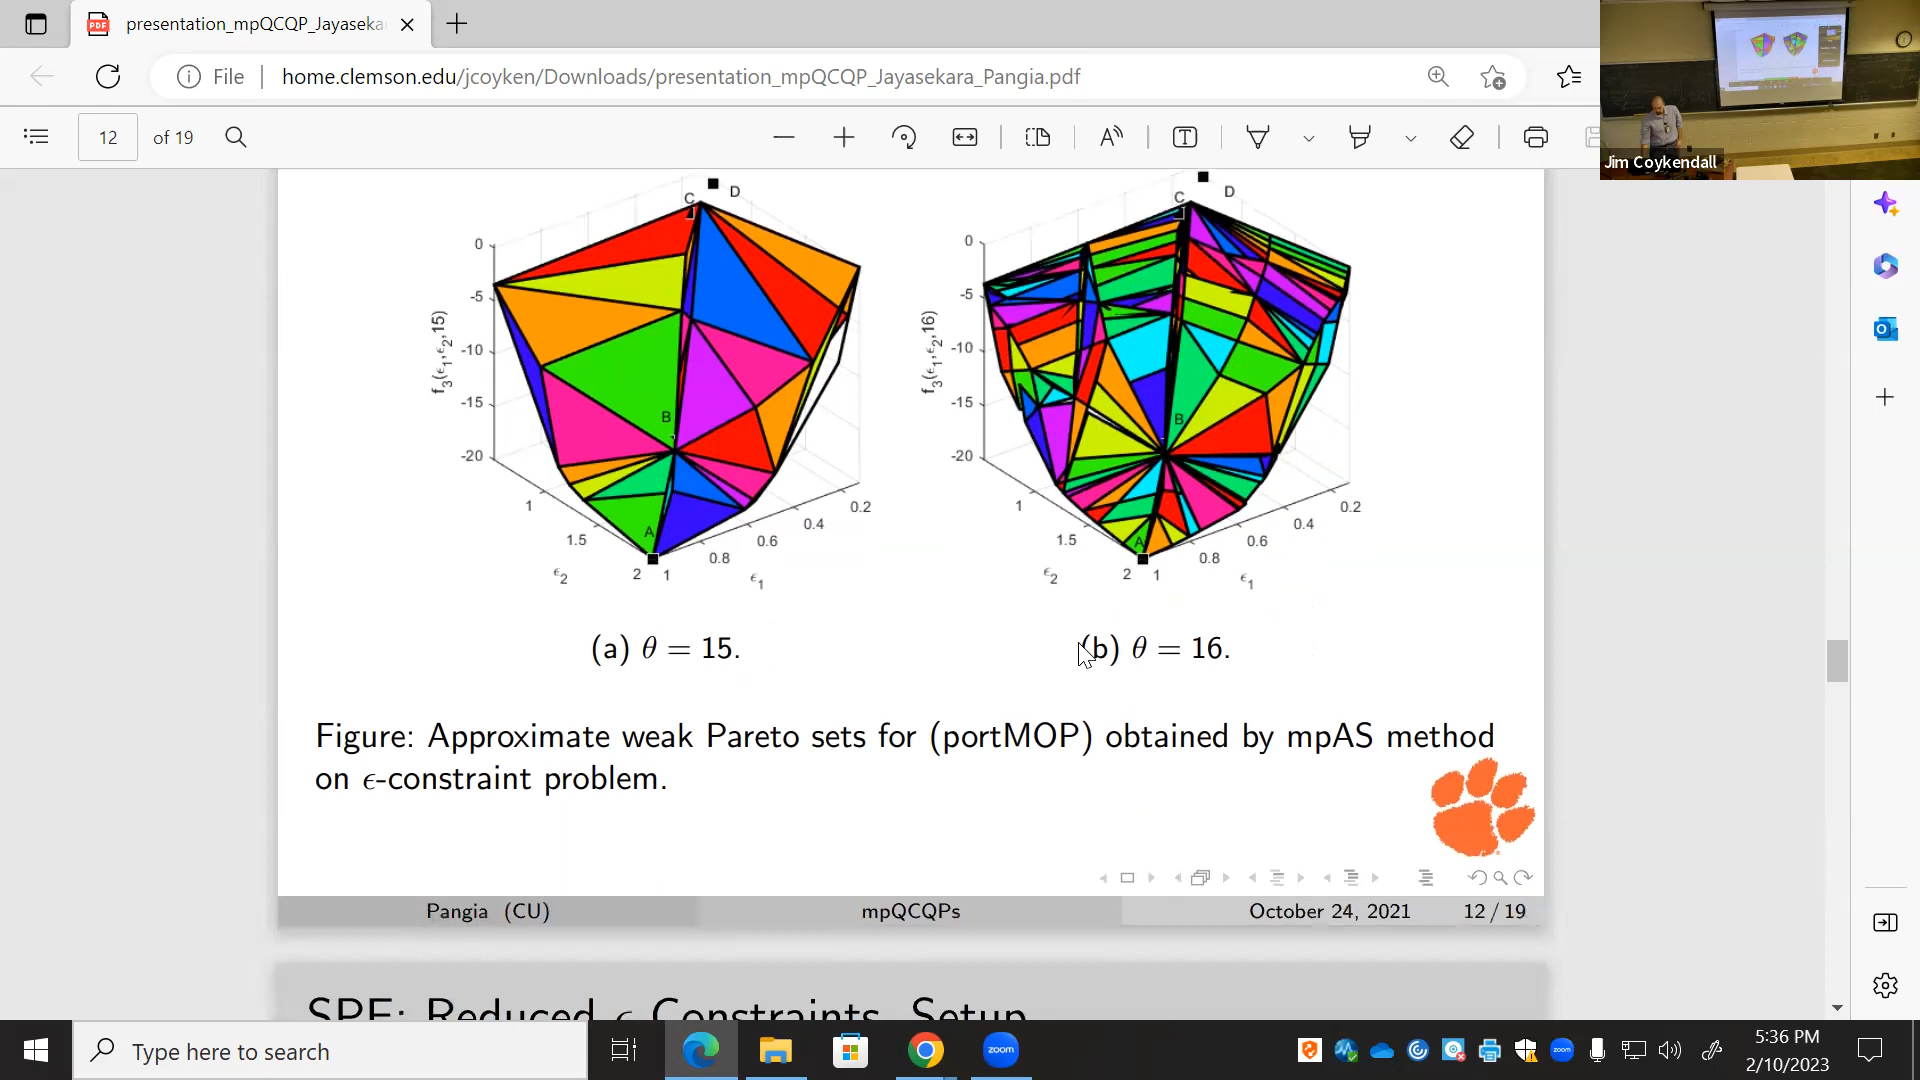 presentation_mpQCQP_Jayaseka
File
home.clemson.edu/jcoyken/Downloads/presentation_mpQCQP_Jayasekara_Pangia.pdf
12 of 19
Jim Coykendall
C D
0
-5
-10
-15
-20
f3(ϵ1,ϵ2,15)
B
A
1
1.5
2
ϵ2
1
0.8
0.6
0.4
0.2
ϵ1
C D
0
-5
-10
-15
-20
f3(ϵ1,ϵ2,16)
B
A
1
1.5
2
ϵ2
1
0.8
0.6
0.4
0.2
ϵ1
(a) θ = 15.
(b) θ = 16.
Figure: Approximate weak Pareto sets for (portMOP) obtained by mpAS method
on ϵ-constraint problem.
Pangia (CU) mpQCQPs October 24, 2021 12 / 19
SPF: Reduced ϵ Constraints, Setup
Type here to search
zoom
zoom
5:36 PM
2/10/2023